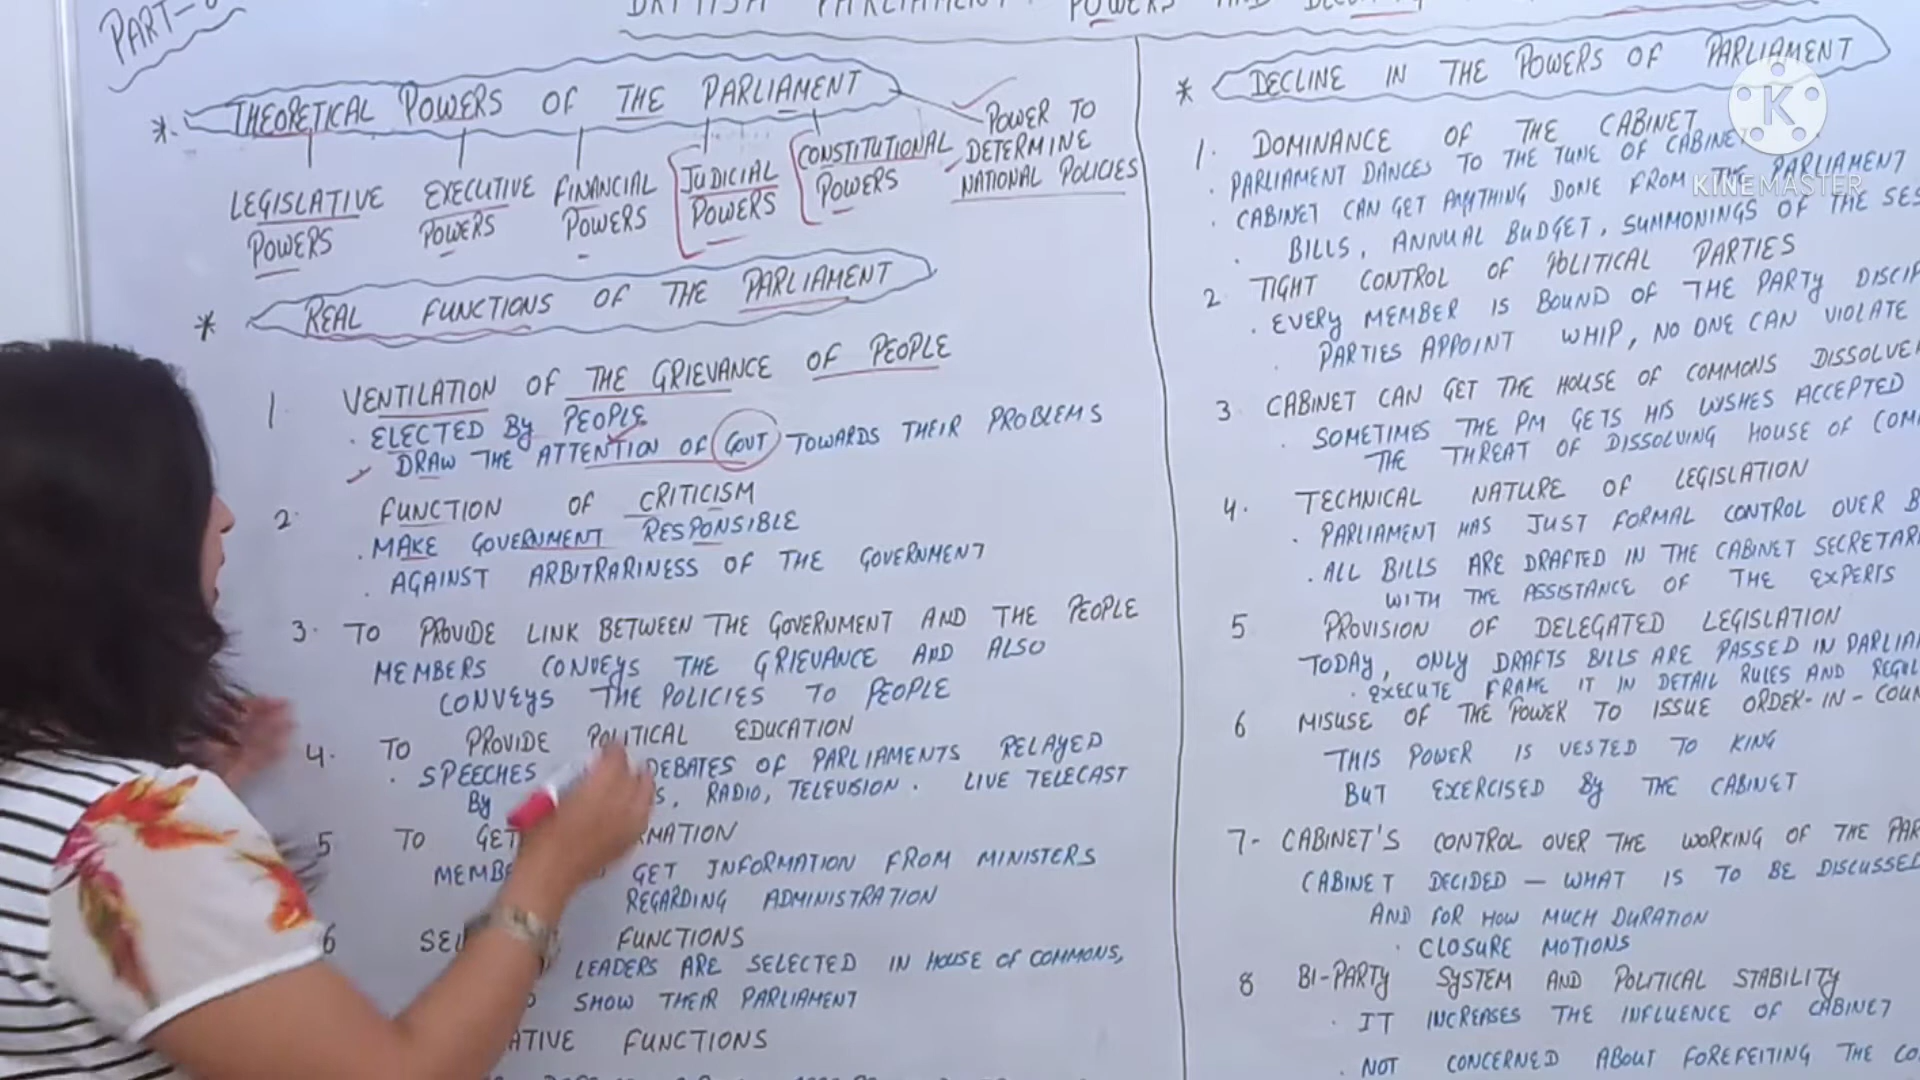 PART-
BRITISH PARLIAMENT POWERS AND DECLINE
*. THEORETICAL POWERS OF THE PARLIAMENT
POWER TO
DETERMINE
NATIONAL POLICIES
LEGISLATIVE
POWERS
EXECUTIVE
POWERS
FINANCIAL
POWERS
JUDICIAL
POWERS
CONSTITUTIONAL
POWERS
* REAL FUNCTIONS OF THE PARLIAMENT
1. VENTILATION OF THE GRIEVANCE OF PEOPLE
. ELECTED By PEOPLE
DRAW THE ATTENTION OF GOVT TOWARDS THEIR PROBLEMS
2. FUNCTION OF CRITICISM
. MAKE GOVERNMENT RESPONSIBLE
. AGAINST ARBITRARINESS OF THE GOVERNMENT
3. TO PROVIDE LINK BETWEEN THE GOVERNMENT AND THE PEOPLE
MEMBERS CONVEYS THE GRIEVANCE AND ALSO
CONVEYS THE POLICIES TO PEOPLE
4. TO PROVIDE POLITICAL EDUCATION
. SPEECHES DEBATES OF PARLIAMENTS RELAYED
By RADIO, TELEVISION. LIVE TELECAST
5 TO GET
GET INFORMATION FROM MINISTERS
REGARDING ADMINISTRATION
6 FUNCTIONS
LEADERS ARE SELECTED IN HOUSE OF COMMONS,
SHOW THEIR PARLIAMENT
FUNCTIONS
* DECLINE IN THE POWERS OF PARLIAMENT
1. DOMINANCE OF THE CABINET
. PARLIAMENT DANCES TO THE TUNE OF CABINET
. CABINET CAN GET ANYTHING DONE FROM THE PARLIAMENT
. BILLS, ANNUAL BUDGET, SUMMONINGS OF THE
2 TIGHT CONTROL OF POLITICAL PARTIES
. EVERY MEMBER IS BOUND OF THE PARTY
. PARTIES APPOINT WHIP, NO ONE CAN VIOLATE
3 CABINET CAN GET THE HOUSE OF COMMONS
. SOMETIMES THE PM GETS HIS WISHES ACCEPTED
THE THREAT OF DISSOLVING HOUSE OF
4. TECHNICAL NATURE OF LEGISLATION
. PARLIAMENT HAS JUST FORMAL CONTROL OVER
. ALL BILLS ARE DRAFTED IN THE CABINET
WITH THE ASSISTANCE OF THE EXPERTS
5 PROVISION OF DELEGATED LEGISLATION
TODAY, ONLY DRAFTS BILLS ARE PASSED IN
. EXECUTE FRAME IT IN DETAIL RULES AND
6 MISUSE OF THE POWER TO ISSUE ORDER-IN-
THIS POWER IS VESTED TO KING
BUT EXERCISED By THE CABINET
7- CABINET'S CONTROL OVER THE WORKING OF THE
CABINET DECIDED - WHAT IS TO BE DISCUSSED
AND FOR HOW MUCH DURATION
. CLOSURE MOTIONS
8 BI-PARTY SYSTEM AND POLITICAL STABILITY
. IT INCREASES THE INFLUENCE OF CABINET
. NOT CONCERNED ABOUT FOREFEITING THE
K
KINEMASTER